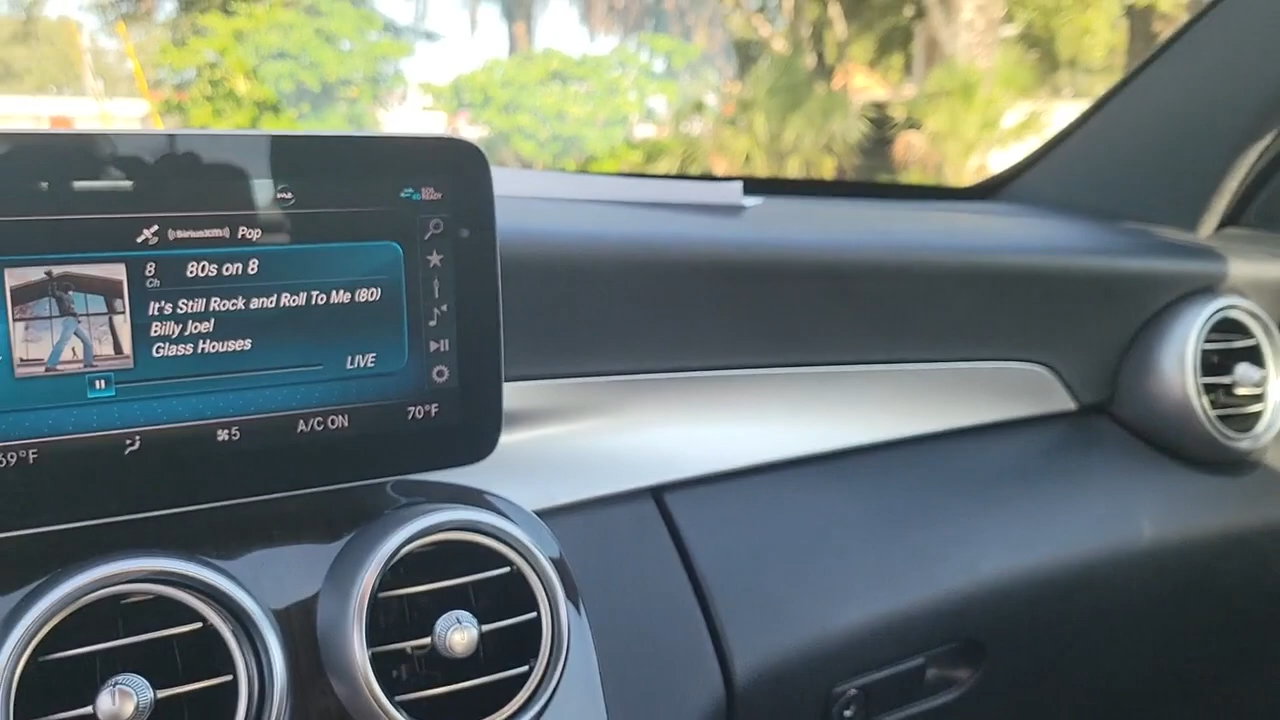 SOS
4G READY
((SiriusXM)) Pop
8 80s on 8
Ch
It's Still Rock and Roll To Me (80)
Billy Joel
Glass Houses
LIVE
69°F 5 A/C ON 70°F